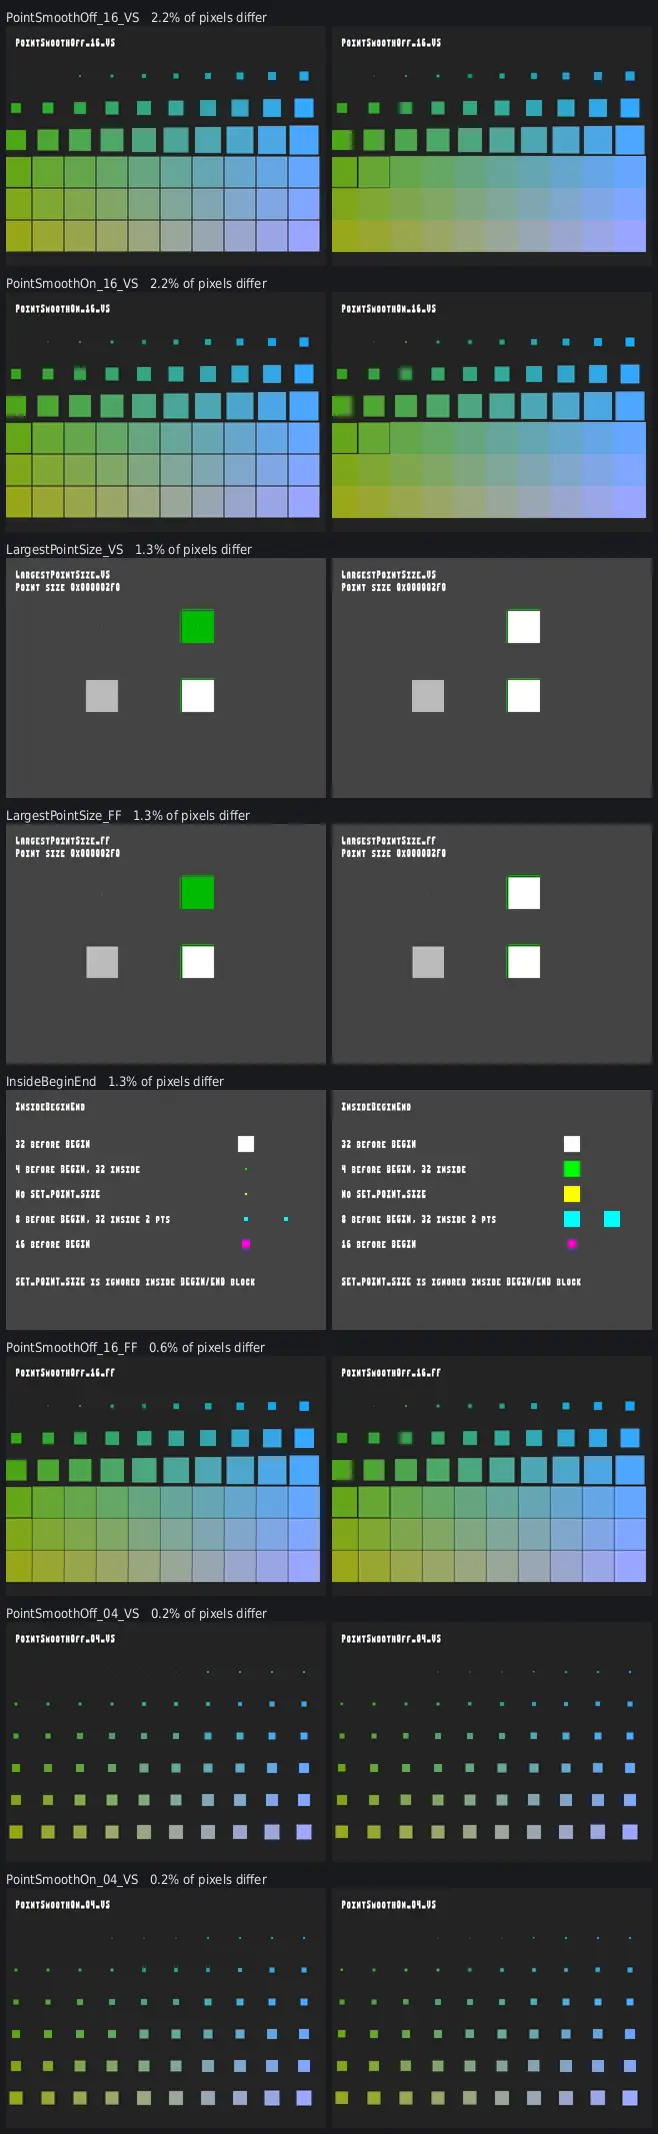 PointSmoothOff_16_VS 2.2% of pixels differ
PointSmoothOff_16_VS PointSmoothOff_16_VS
PointSmoothOn_16_VS 2.2% of pixels differ
PointSmoothOn_16_VS PointSmoothOn_16_VS
LargestPointSize_VS 1.3% of pixels differ
LargestPointSize_VS LargestPointSize_VS
Point size 0x000002F0 Point size 0x000002F0
LargestPointSize_FF 1.3% of pixels differ
LargestPointSize_FF LargestPointSize_FF
Point size 0x000002F0 Point size 0x000002F0
InsideBeginEnd 1.3% of pixels differ
InsideBeginEnd InsideBeginEnd
32 before BEGIN 32 before BEGIN
4 before BEGIN, 32 inside 4 before BEGIN, 32 inside
No SET_POINT_SIZE No SET_POINT_SIZE
8 before BEGIN, 32 inside 2 pts 8 before BEGIN, 32 inside 2 pts
16 before BEGIN 16 before BEGIN
SET_POINT_SIZE is ignored inside BEGIN/END block SET_POINT_SIZE is ignored inside BEGIN/END block
PointSmoothOff_16_FF 0.6% of pixels differ
PointSmoothOff_16_FF PointSmoothOff_16_FF
PointSmoothOff_04_VS 0.2% of pixels differ
PointSmoothOff_04_VS PointSmoothOff_04_VS
PointSmoothOn_04_VS 0.2% of pixels differ
PointSmoothOn_04_VS PointSmoothOn_04_VS